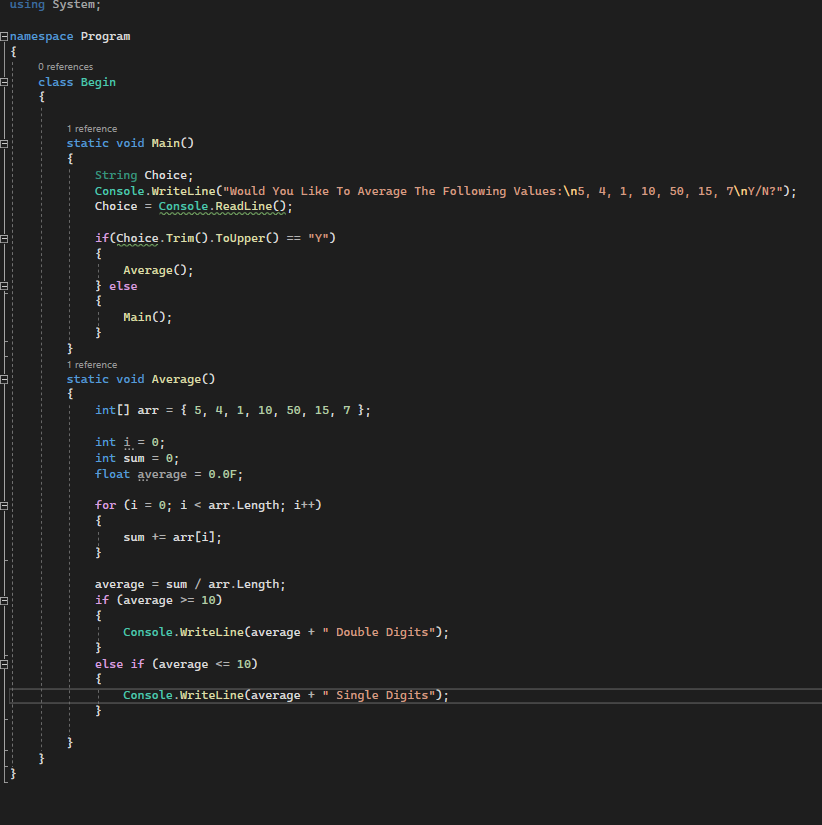 using System;
namespace Program
{
0 references
class Begin
{
1 reference
static void Main()
{
String Choice;
Console.WriteLine("Would You Like To Average The Following Values:\n5, 4, 1, 10, 50, 15, 7\nY/N?");
Choice = Console.ReadLine();
if(Choice.Trim().ToUpper() == "Y")
{
Average();
} else
{
Main();
}
}
1 reference
static void Average()
{
int[] arr = { 5, 4, 1, 10, 50, 15, 7 };
int i = 0;
int sum = 0;
float average = 0.0F;
for (i = 0; i < arr.Length; i++)
{
sum += arr[i];
}
average = sum / arr.Length;
if (average >= 10)
{
Console.WriteLine(average + " Double Digits");
}
else if (average <= 10)
{
Console.WriteLine(average + " Single Digits");
}
}
}
}